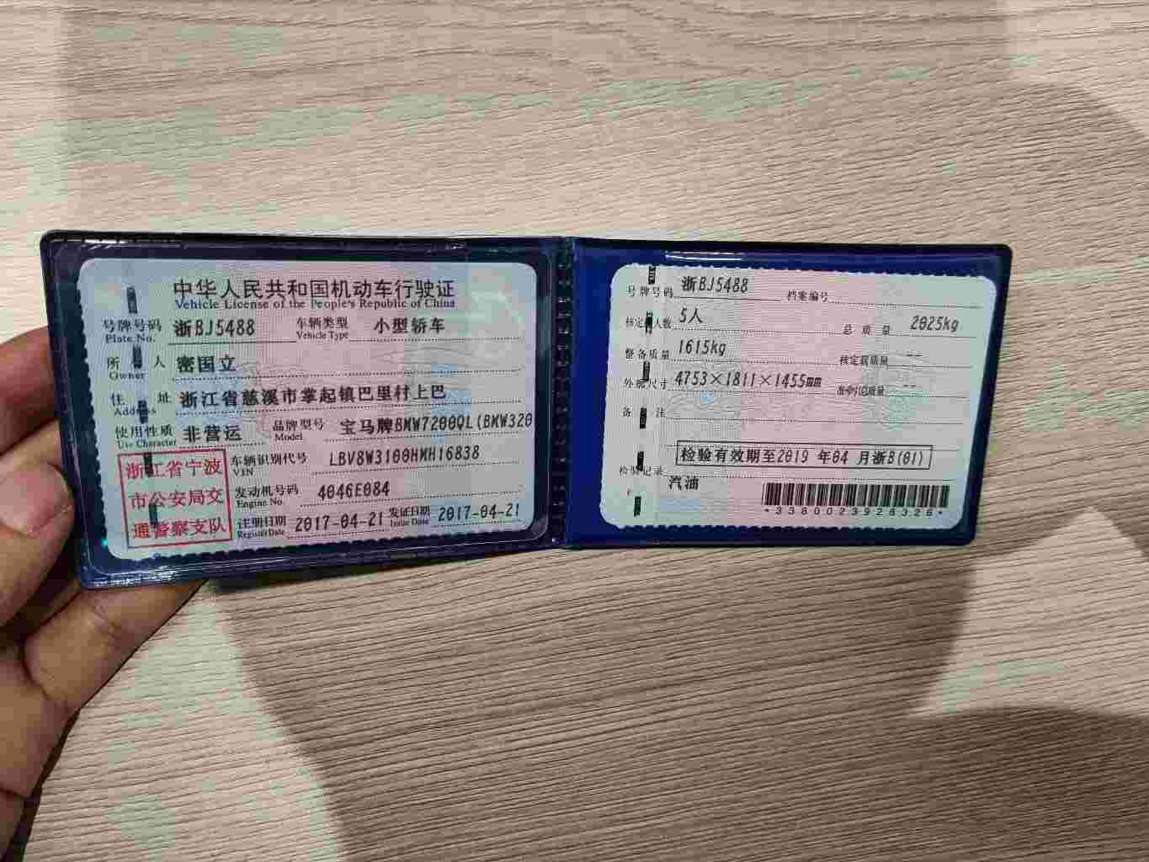 中华人民共和国机动车行驶证
Vehicle License of the People's Republic of China
号牌号码 浙BJ5488 车辆类型 小型轿车
Plate No. Vehicle Type
所 人 密国立
Owner
住 址 浙江省慈溪市掌起镇巴里村上巴
Address
使用性质 非营运 品牌型号 宝马牌BMW7200QL(BMW320
Use Character Model
浙江省宁波
市公安局交
通警察支队
车辆识别代号 LBV8W3100HMH16838
VIN
发动机号码 4046E084
Engine No.
注册日期 2017-04-21 发证日期 2017-04-21
Register Date Issue Date
号牌号码 浙BJ5488 档案编号
核定 人数 5人 总质量 2025kg
整备质量 1615kg 核定载质量 --
外廓尺寸 4753×1811×1455mm 准牵引总质量 --
备 注
检验有效期至2019 年04 月浙B(01)
检验记录
汽油
*3380023928328*